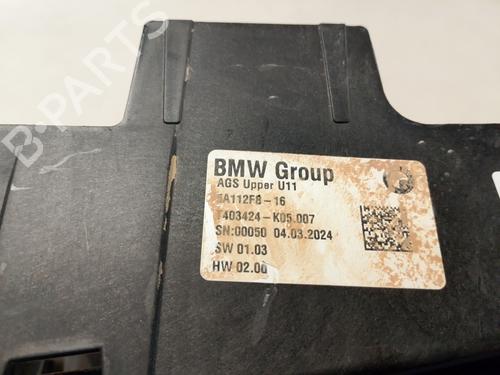 B-PARTS
BMW Group
AGS Upper U11
5A112F8-16
T403424-K05.007
SN:00050 04.03.2024
SW 01.03
HW 02.00